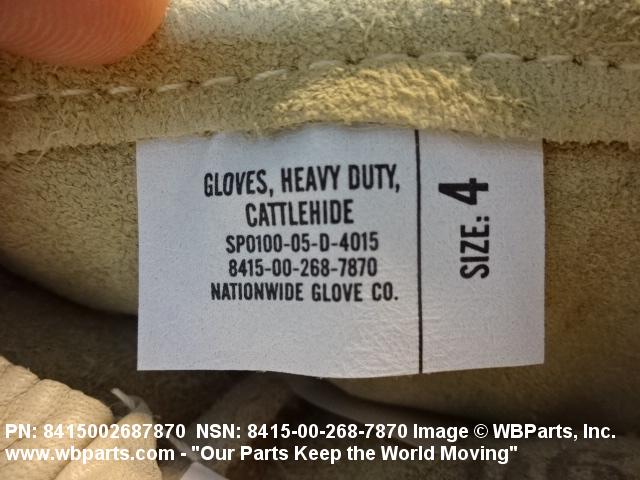 GLOVES, HEAVY DUTY,
CATTLEHIDE
SPO100-05-D-4015
8415-00-268-7870
NATIONWIDE GLOVE CO.
SIZE: 4
PN: 8415002687870 NSN: 8415-00-268-7870 Image © WBParts, Inc.
www.wbparts.com - "Our Parts Keep the World Moving"